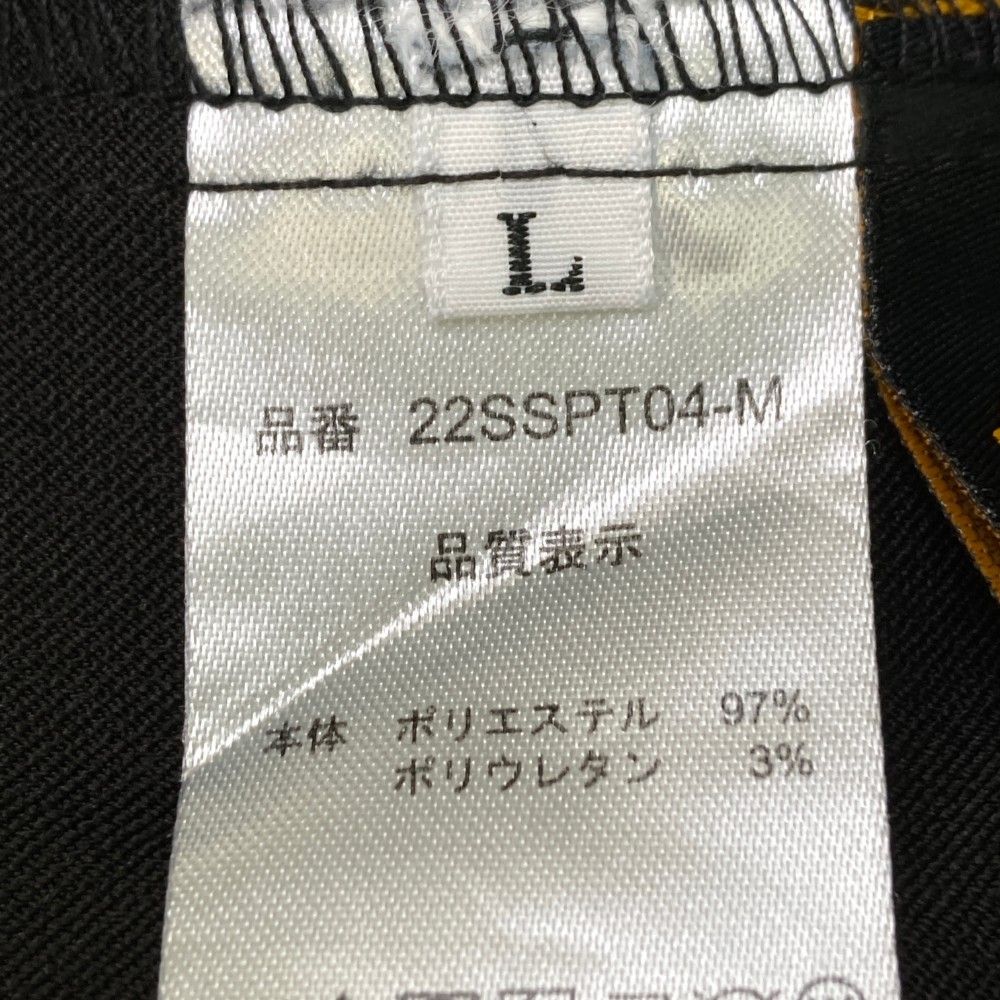 L
品番 22SSPT04-M
品質表示
本体 ポリエステル 97%
ポリウレタン 3%